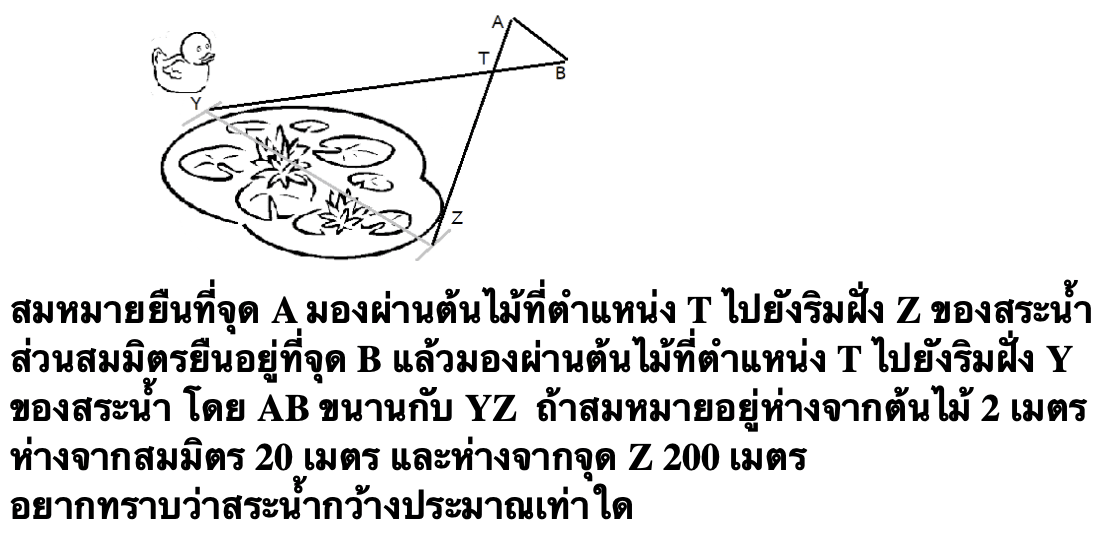 A
T
B
Y
Z
สมหมายยืนที่จุด A มองผ่านต้นไม้ที่ตำแหน่ง T ไปยังริมฝั่ง Z ของสระน้ำ
ส่วนสมมิตรยืนอยู่ที่จุด B แล้วมองผ่านต้นไม้ที่ตำแหน่ง T ไปยังริมฝั่ง Y
ของสระน้ำ โดย AB ขนานกับ YZ ถ้าสมหมายอยู่ห่างจากต้นไม้ 2 เมตร
ห่างจากสมมิตร 20 เมตร และห่างจากจุด Z 200 เมตร
อยากทราบว่าสระน้ำกว้างประมาณเท่าใด